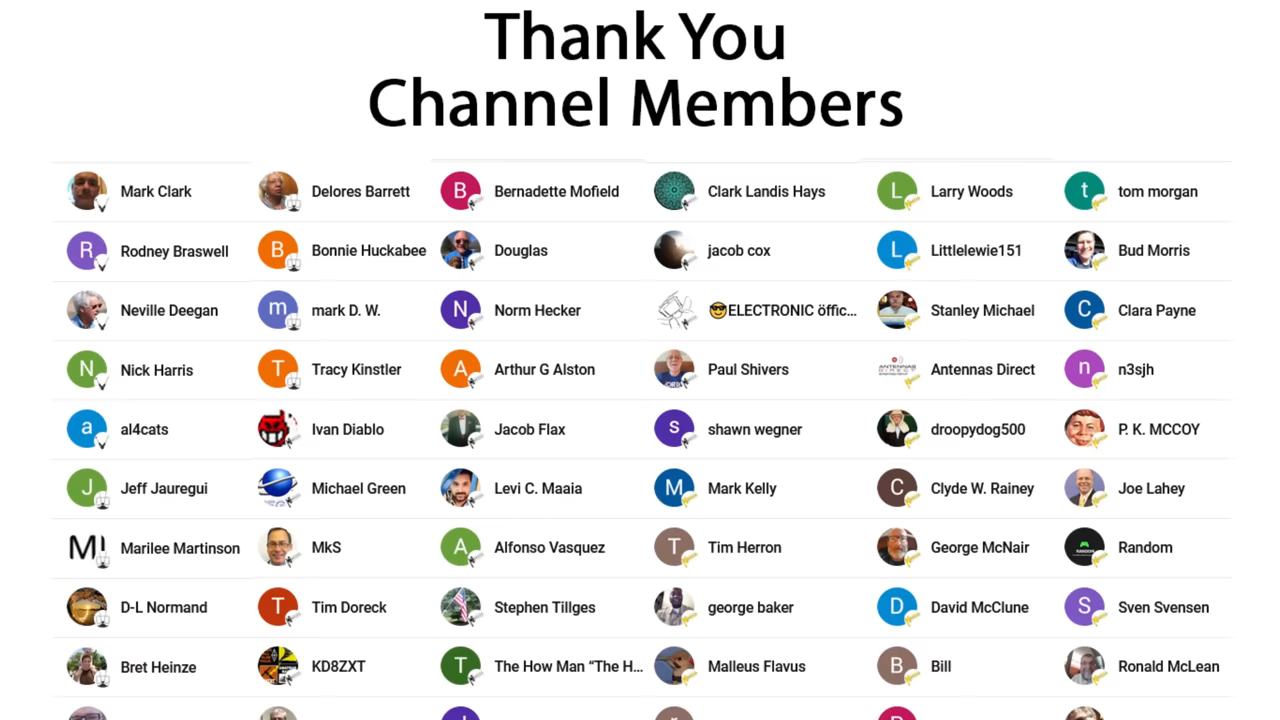 Thank You
Channel Members
Mark Clark Delores Barrett B Bernadette Mofield Clark Landis Hays L Larry Woods t tom morgan
R Rodney Braswell B Bonnie Huckabee Douglas jacob cox L Littlelewie151 Bud Morris
Neville Deegan m mark D. W. N Norm Hecker 😎ELECTRONIC öffic... Stanley Michael C Clara Payne
N Nick Harris T Tracy Kinstler A Arthur G Alston Paul Shivers ANTENNAS DIRECT Antennas Direct n n3sjh
a al4cats Ivan Diablo Jacob Flax s shawn wegner droopydog500 P. K. MCCOY
J Jeff Jauregui Michael Green Levi C. Maaia M Mark Kelly C Clyde W. Rainey Joe Lahey
Marilee Martinson MkS A Alfonso Vasquez T Tim Herron George McNair RANDOM Random
D-L Normand T Tim Doreck Stephen Tillges george baker D David McClune S Sven Svensen
Bret Heinze KD8ZXT T The How Man “The H... Malleus Flavus B Bill Ronald McLean